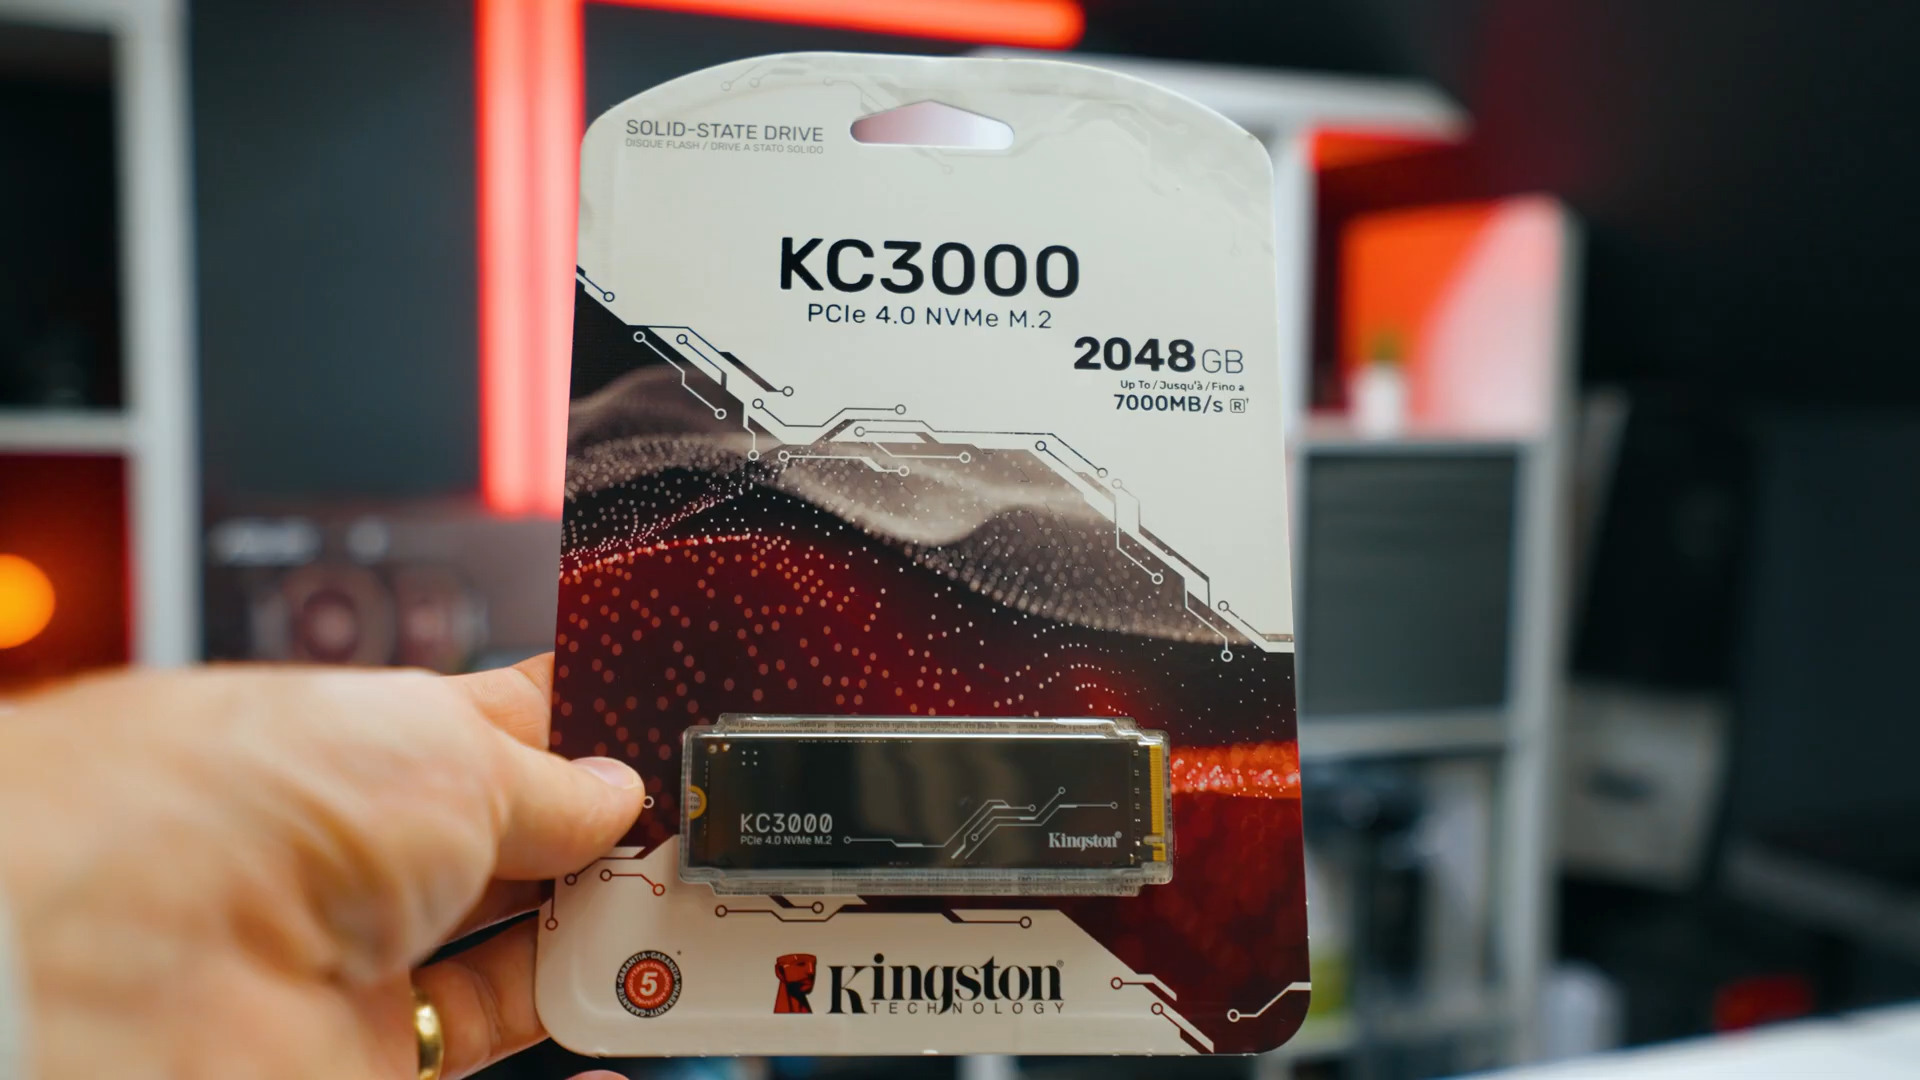 SOLID-STATE DRIVE
DISQUE FLASH / DRIVE A STATO SOLIDO
KC3000
PCIe 4.0 NVMe M.2
2048GB
Up To / Jusqu'à / Fino a
7000MB/s R†
KC3000
PCIe 4.0 NVMe M.2
Kingston®
5
Kingston®
TECHNOLOGY